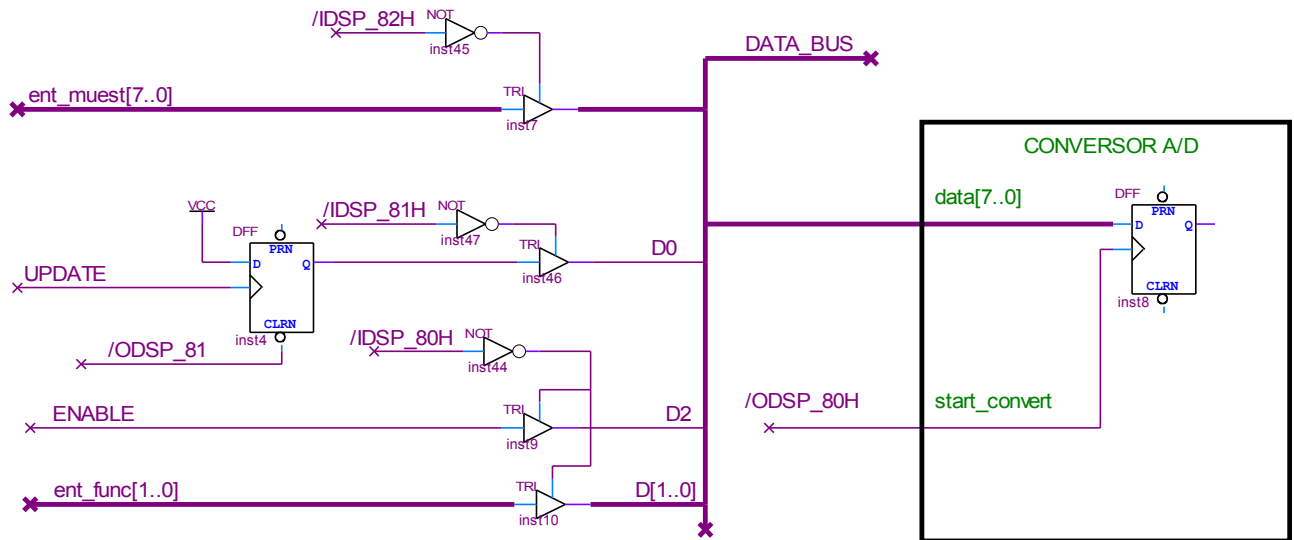 /IDSP_82H
NOT
inst45
DATA_BUS
ent_muest[7..0]
TRI
inst7
CONVERSOR A/D
data[7..0]
DFF
PRN
D
Q
CLRN
inst8
VCC
/IDSP_81H
NOT
inst47
DFF
PRN
D
Q
CLRN
inst4
TRI
inst46
D0
UPDATE
/ODSP_81
/IDSP_80H
NOT
inst44
ENABLE
TRI
inst9
D2
/ODSP_80H
start_convert
ent_func[1..0]
TRI
inst10
D[1..0]